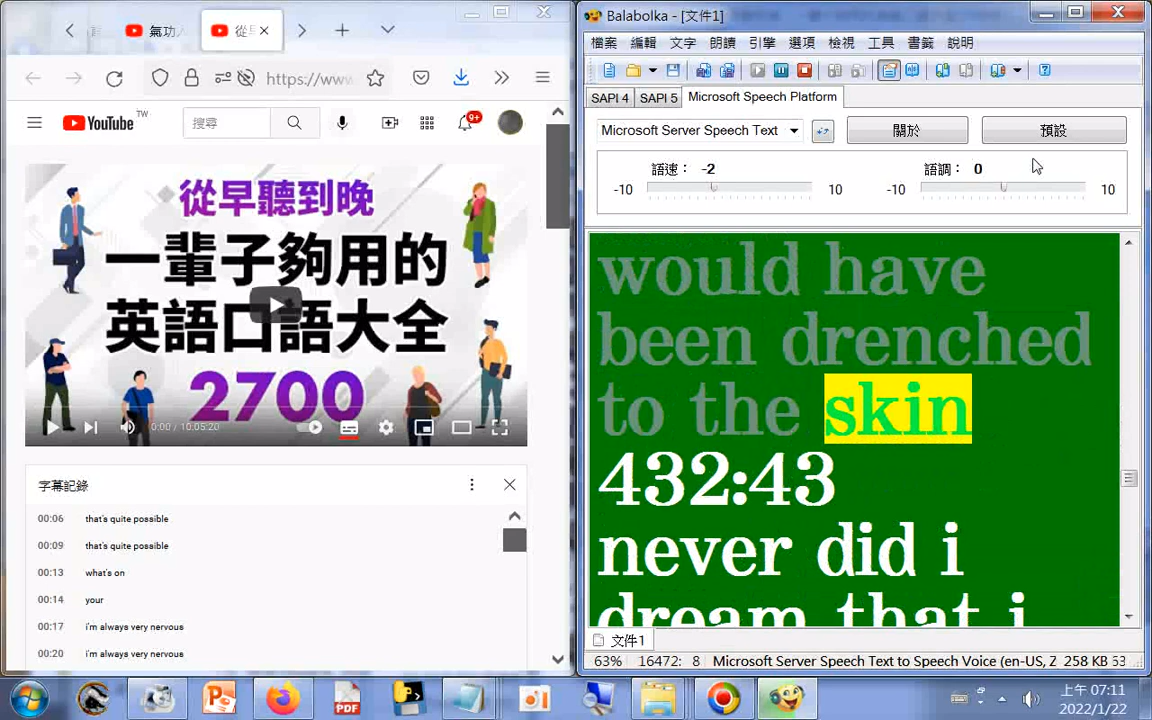 氣功
從
https://www
YouTube TW
搜尋
9+
從早聽到晚
一輩子夠用的
英語口語大全
2700
0:00 / 10:05:20
字幕記錄
00:06 that's quite possible
00:09 that's quite possible
00:13 what's on
00:14 your
00:17 i'm always very nervous
00:20 i'm always very nervous
Balabolka - [文件1]
檔案 編輯 文字 朗讀 引擎 選項 檢視 工具 書籤 說明
SAPI 4 SAPI 5 Microsoft Speech Platform
Microsoft Server Speech Text 關於 預設
語速： -2 語調： 0
-10 10 -10 10
would have
been drenched
to the skin
432:43
never did i
dream that i
文件1
63% 16472: 8 Microsoft Server Speech Text to Speech Voice (en-US, Z 258 KB 53
PDF
上午 07:11
2022/1/22